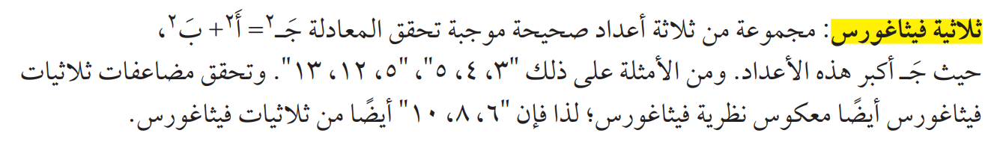 ثلاثية فيثاغورس: مجموعة من ثلاثة أعداد صحيحة موجبة تحقق المعادلة جَـ٢ = أَ٢ + بَ٢،
حيث جَـ أكبر هذه الأعداد. ومن الأمثلة على ذلك "٣، ٤، ٥"، "٥، ١٢، ١٣". وتحقق مضاعفات ثلاثيات
فيثاغورس أيضًا معكوس نظرية فيثاغورس؛ لذا فإن "٦، ٨، ١٠" أيضًا من ثلاثيات فيثاغورس.